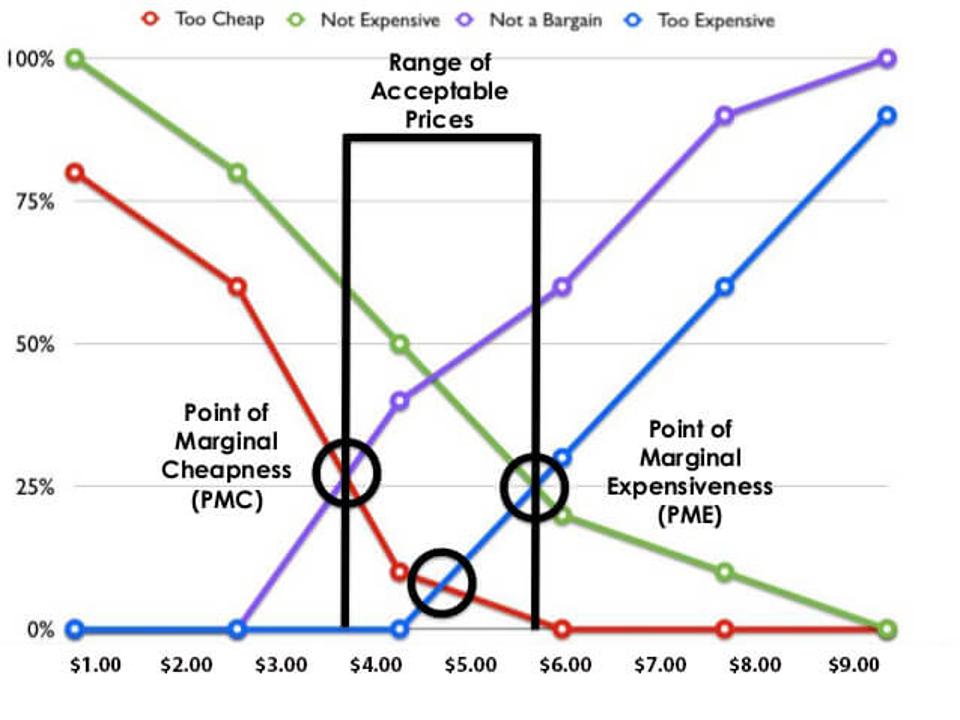 Too Cheap Not Expensive Not a Bargain Too Expensive
100%
Range of
Acceptable
Prices
75%
50%
Point of
Marginal
Cheapness
(PMC)
Point of
Marginal
Expensiveness
(PME)
25%
0%
$1.00 $2.00 $3.00 $4.00 $5.00 $6.00 $7.00 $8.00 $9.00